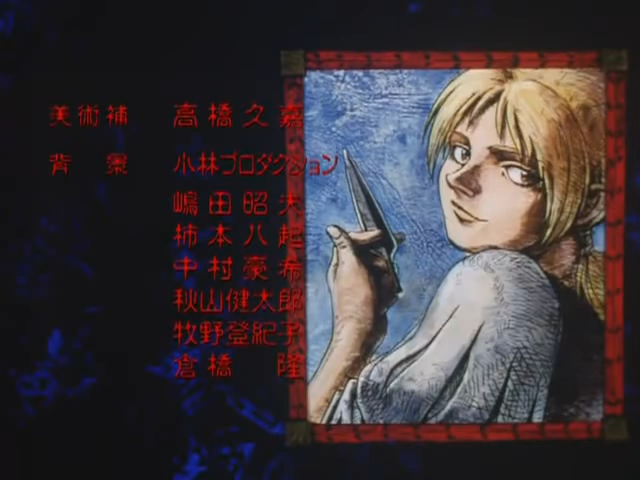 美術補 高橋久嘉
背景 小林プロダクション
嶋田昭夫
柿本八起
中村豪希
秋山健太郎
牧野登紀子
倉橋 隆